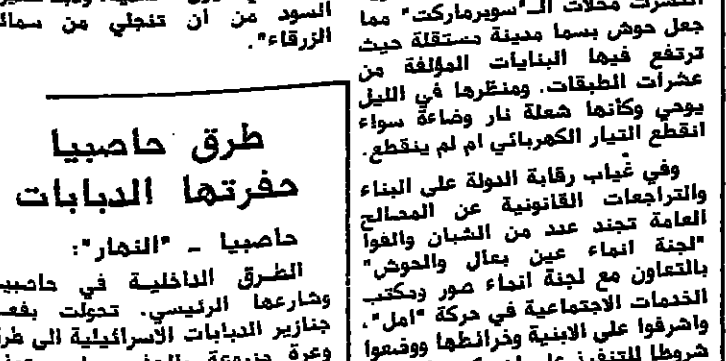 انتشرت محلات الـ"سوبرماركت" مما
جعل حوش بسما مدينة مستقلة حيث
ترتفع فيها البنايات المؤلفة من
عشرات الطبقات. ومنظرها في الليل
يوحي وكأنها شعلة نار وضاءة سواء
انقطع التيار الكهربائي ام لم ينقطع.
وفي غياب رقابة الدولة على البناء
والتراجعات القانونية عن المصالح
العامة تجند عدد من الشبان والفوا
"لجنة انماء عين بعال والحوش"
بالتعاون مع لجنة انماء صور ومكتب
الخدمات الاجتماعية في حركة "امل"،
واشرفوا على الابنية وخرائطها ووضعوا
شروطا للتنفيذ
السود من أن تنجلي من سمائ
الزرقاء".
طرق حاصبيا
حفرتها الدبابات
حاصبيا ـ "النهار":
الطرق الداخلية في حاصبيا
وشارعها الرئيسي. تحولت بفعـ
جنازير الدبابات الاسرائيلية الى طرق
وعرة